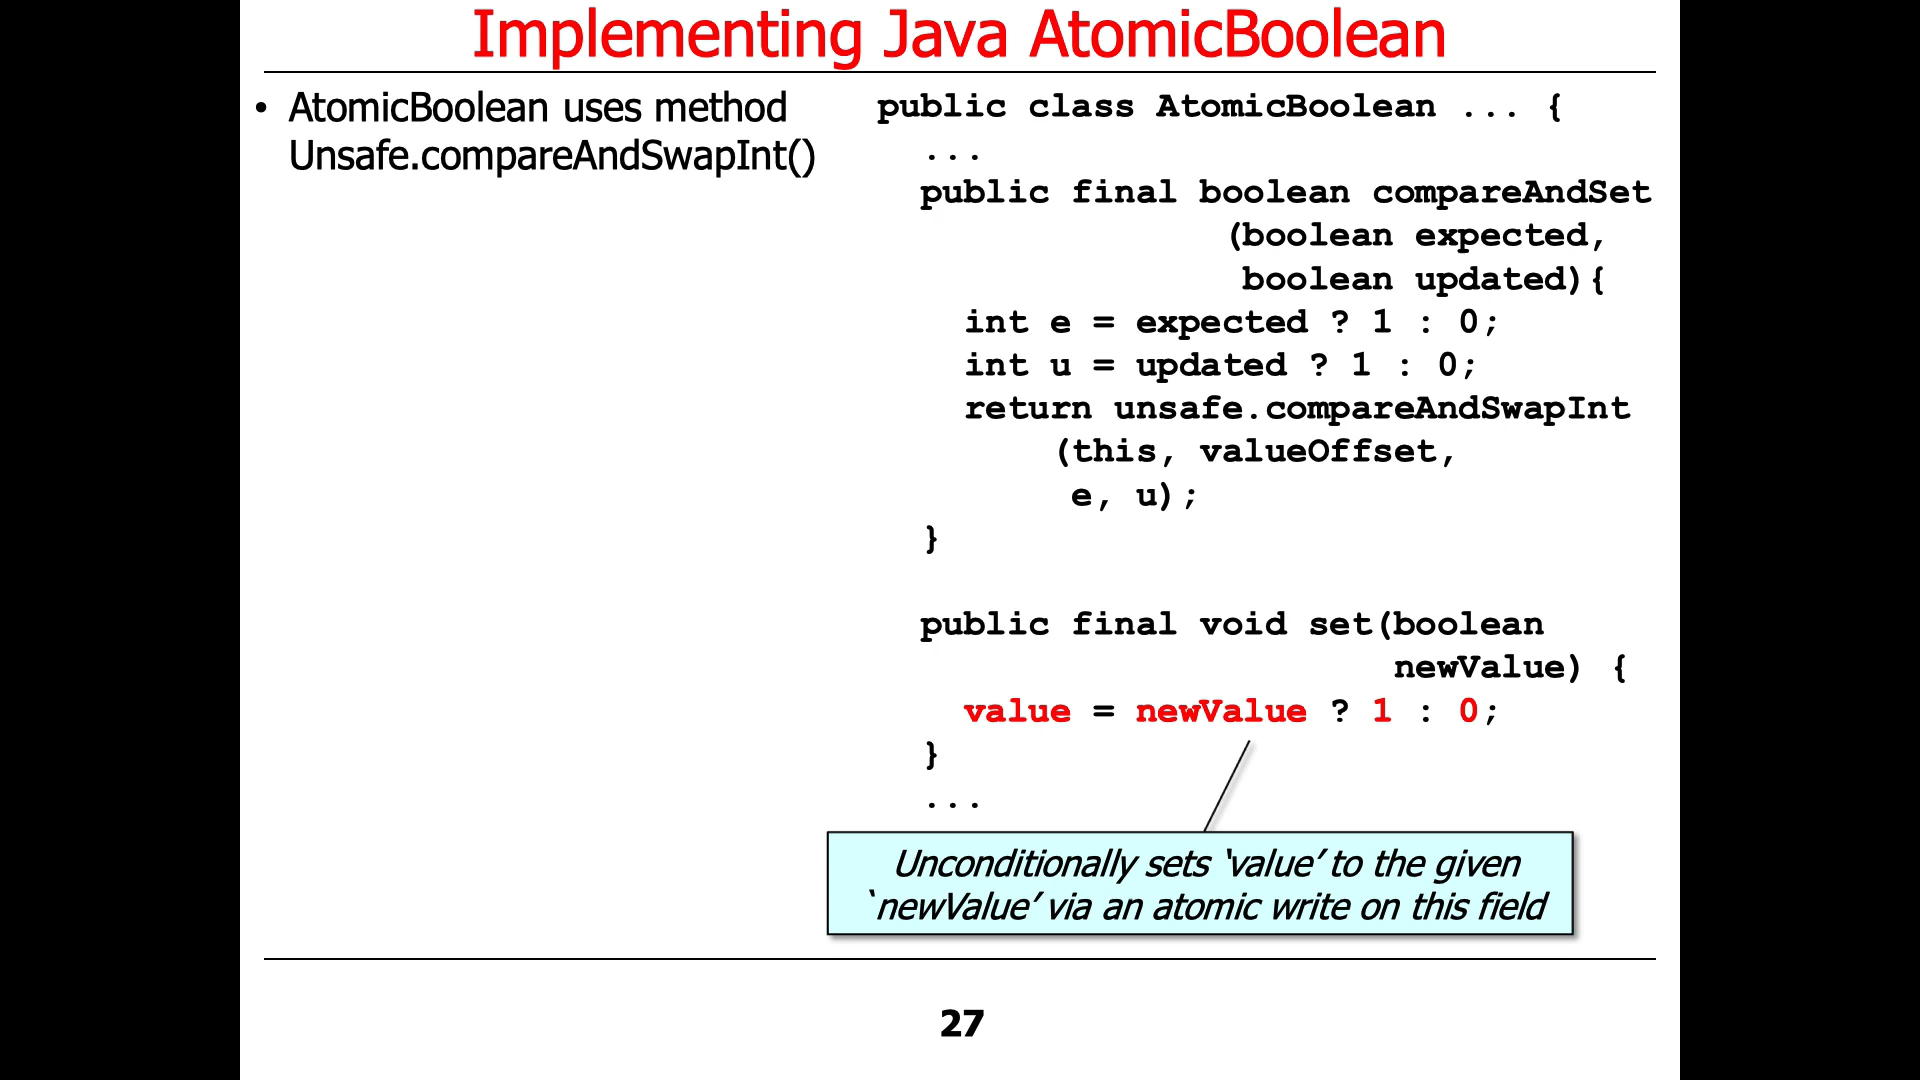 Implementing Java AtomicBoolean
• AtomicBoolean uses method
Unsafe.compareAndSwapInt()
public class AtomicBoolean ... {
...
public final boolean compareAndSet
(boolean expected,
boolean updated){
int e = expected ? 1 : 0;
int u = updated ? 1 : 0;
return unsafe.compareAndSwapInt
(this, valueOffset,
e, u);
}
public final void set(boolean
newValue) {
value = newValue ? 1 : 0;
}
...
Unconditionally sets ‘value’ to the given
`newValue’ via an atomic write on this field
27